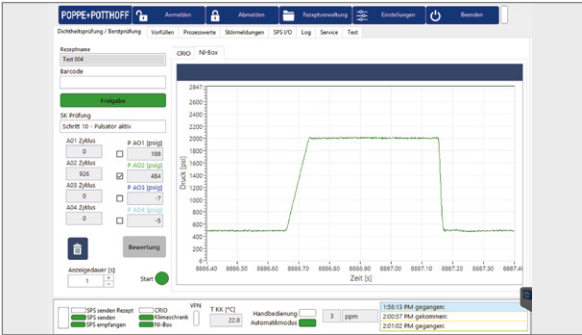 POPPE+POTTHOFF
Anmelden
Abmelden
Rezeptverwaltung
Einstellungen
Beenden
Dichtheitsprüfung / Berstprüfung
Vorfüllen
Prozesswerte
Störmeldungen
SPS I/O
Log
Service
Test
Rezeptname
Test 004
Barcode
Freigabe
SK Prüfung
Schritt 10 - Pulsator aktiv
A01 Zyklus
P AO1 [psig]
0
188
A02 Zyklus
P AO2 [psig]
926
484
A03 Zyklus
P AO3 [psig]
0
-7
A04 Zyklus
P AO4 [psig]
0
-5
Bewertung
Anzeigedauer [s]
1
Start
CRIO
NI-Box
Druck [psi]
2847
2600
2400
2200
2000
1800
1600
1400
1200
1000
800
600
400
200
6
8886.40
8886.50
8886.60
8886.70
8886.80
8886.90
8887.00
8887.10
8887.20
8887.30
8887.4
Zeit [s]
SPS senden Rezept
SPS senden
SPS empfangen
CRIO
Klimaschrank
NI-Box
VPN
T KK [°C]
22.0
Handbedienung
Automatikmodus
3
ppm
1:58:13 PM gegangen:
2:00:57 PM gekommen:
2:01:02 PM gegangen: